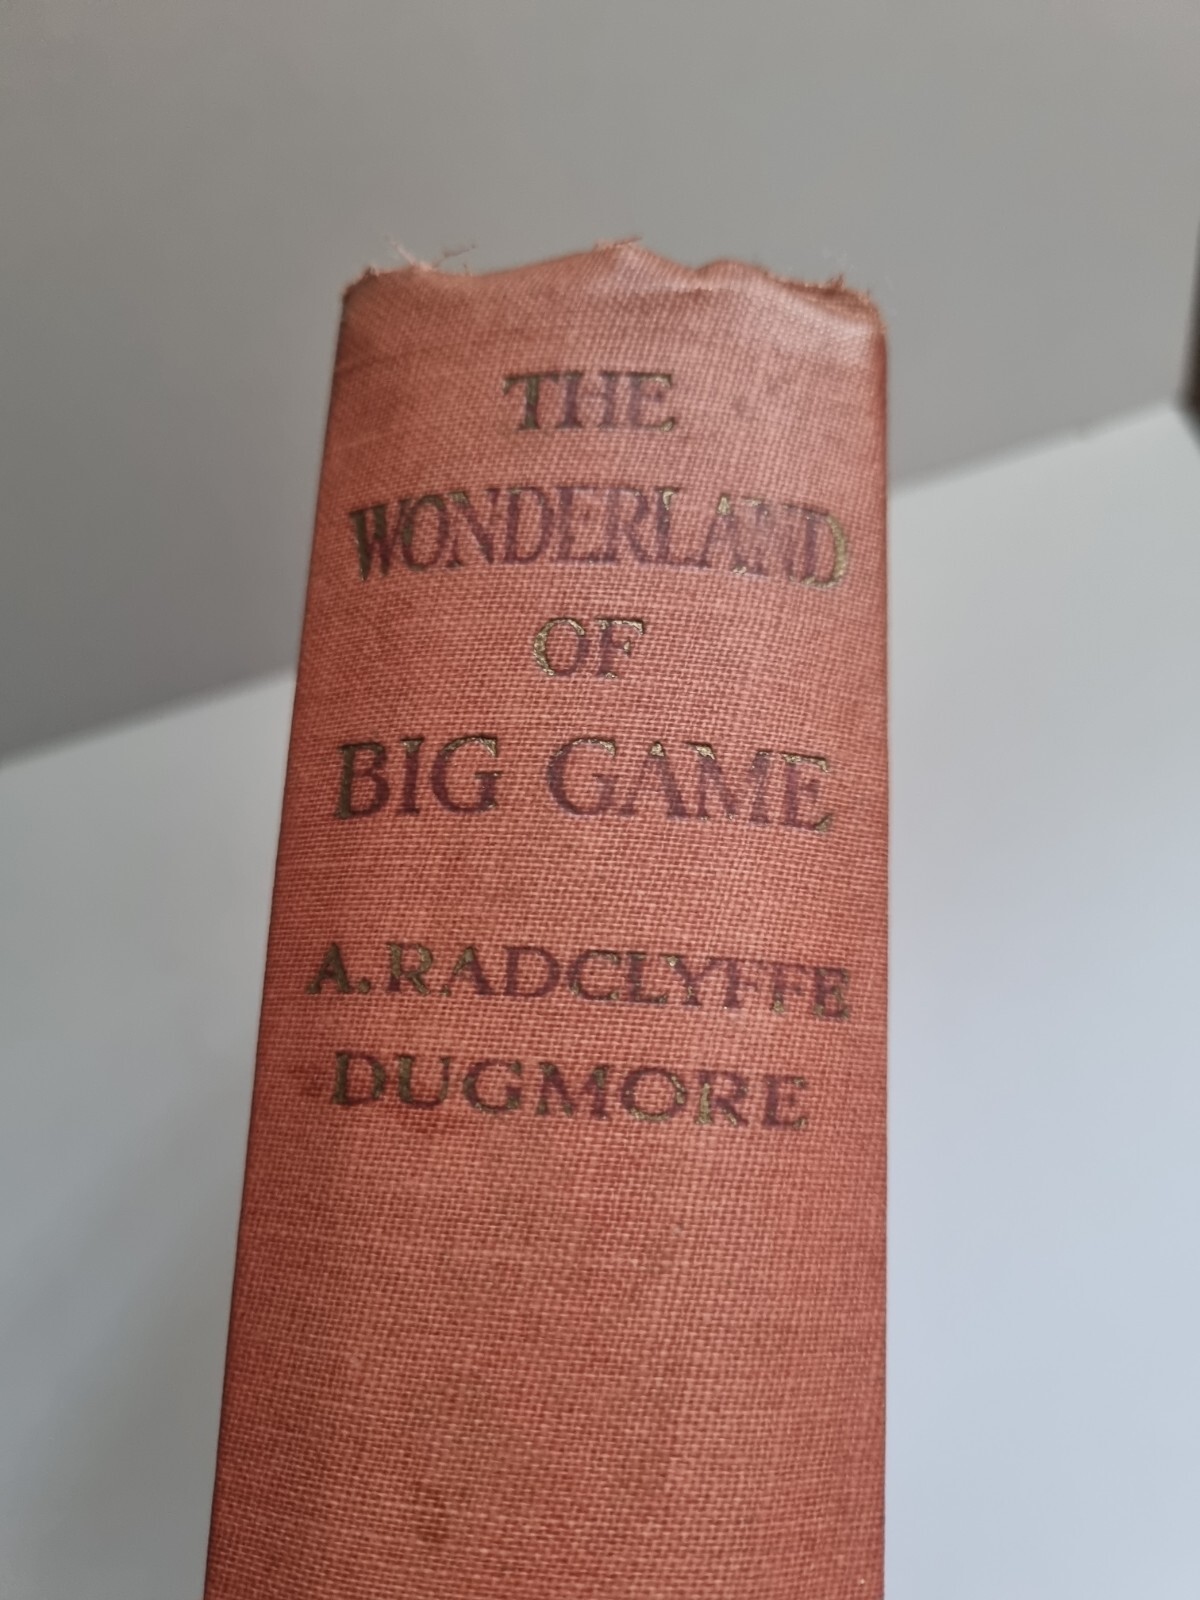 THE
WONDERLAND
OF
BIG GAME
A. RADCLYFFE
DUGMORE